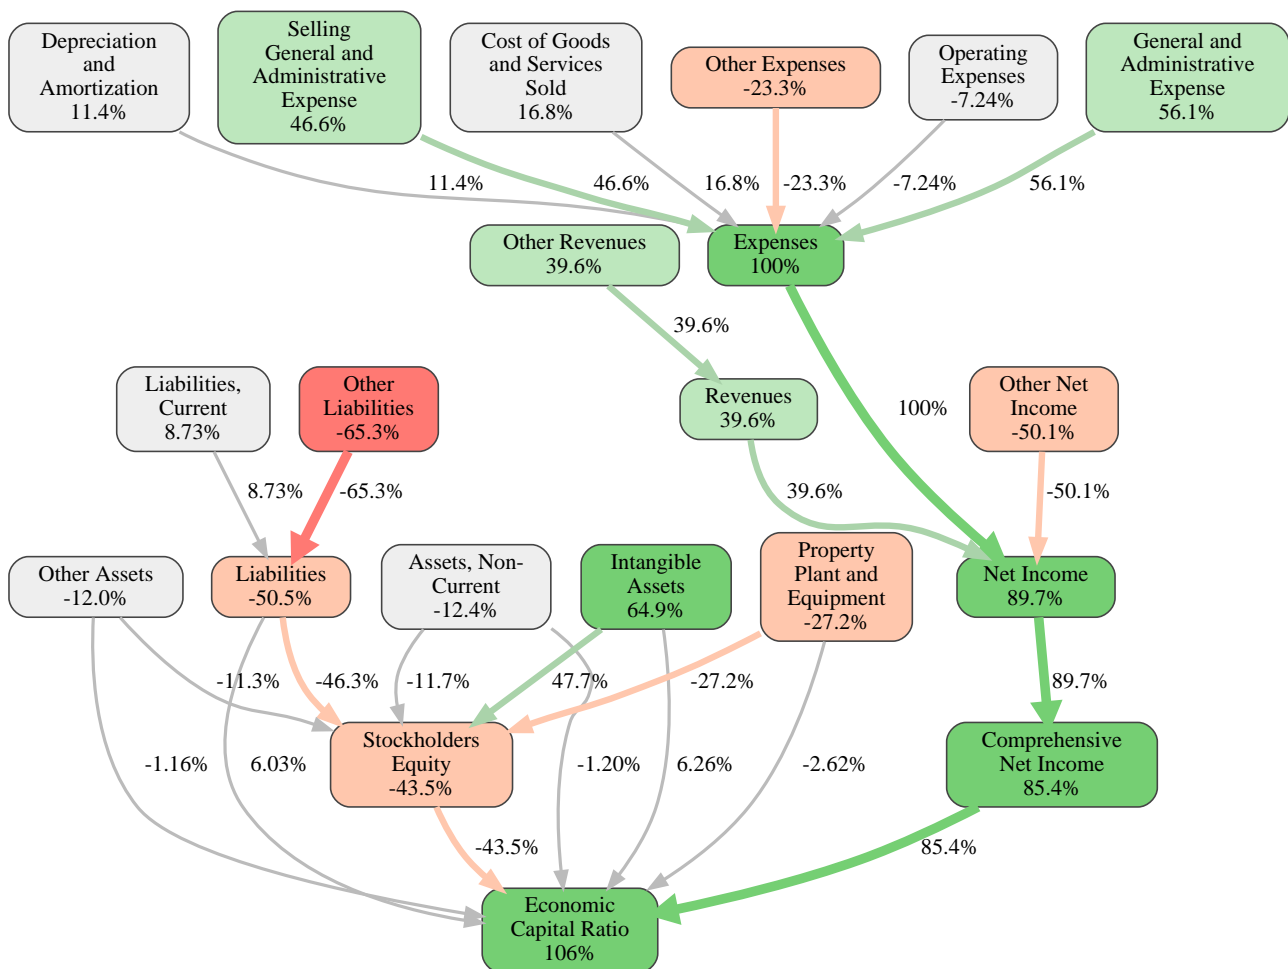 Depreciation
and
Amortization
11.4%
Selling
General and
Administrative
Expense
46.6%
Cost of Goods
and Services
Sold
16.8%
Other Expenses
-23.3%
Operating
Expenses
-7.24%
General and
Administrative
Expense
56.1%
11.4%
46.6%
16.8%
-23.3%
-7.24%
56.1%
Other Revenues
39.6%
Expenses
100%
39.6%
Liabilities,
Current
8.73%
Other
Liabilities
-65.3%
Revenues
39.6%
100%
Other Net
Income
-50.1%
8.73%
-65.3%
39.6%
-50.1%
Other Assets
-12.0%
Liabilities
-50.5%
Assets, Non-
Current
-12.4%
Intangible
Assets
64.9%
Property
Plant and
Equipment
-27.2%
Net Income
89.7%
-11.3%
-46.3%
-11.7%
47.7%
-27.2%
89.7%
-1.16%
6.03%
Stockholders
Equity
-43.5%
-1.20%
6.26%
-2.62%
Comprehensive
Net Income
85.4%
-43.5%
85.4%
Economic
Capital Ratio
106%